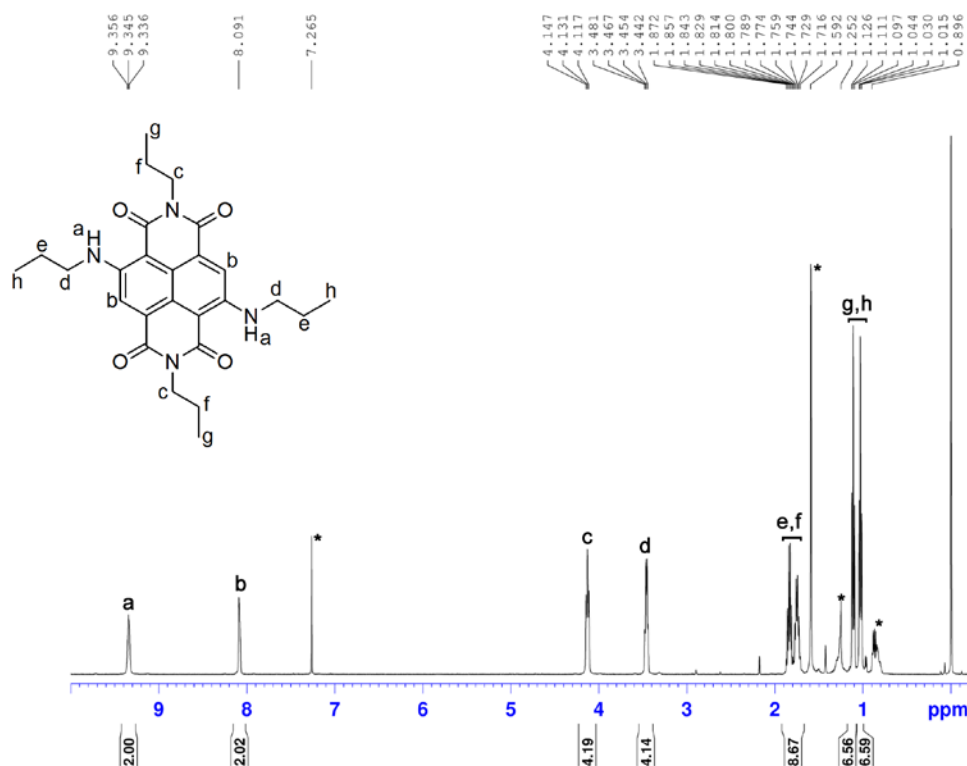 9.356
9.345
9.336
8.091
7.265
4.147
4.131
4.117
3.481
3.467
3.454
3.442
1.872
1.857
1.843
1.829
1.814
1.800
1.789
1.774
1.759
1.744
1.729
1.716
1.592
1.252
1.126
1.111
1.097
1.044
1.030
1.015
0.896
g
f
c
N
O
O
a
H
N
e
h
d
b
b
d
h
e
N
H
a
O
O
N
c
f
g
a
b
*
c
d
e,f
*
*
g,h
*
9 8 7 6 5 4 3 2 1 ppm
2.00
2.02
4.19
4.14
8.67
6.56
6.59